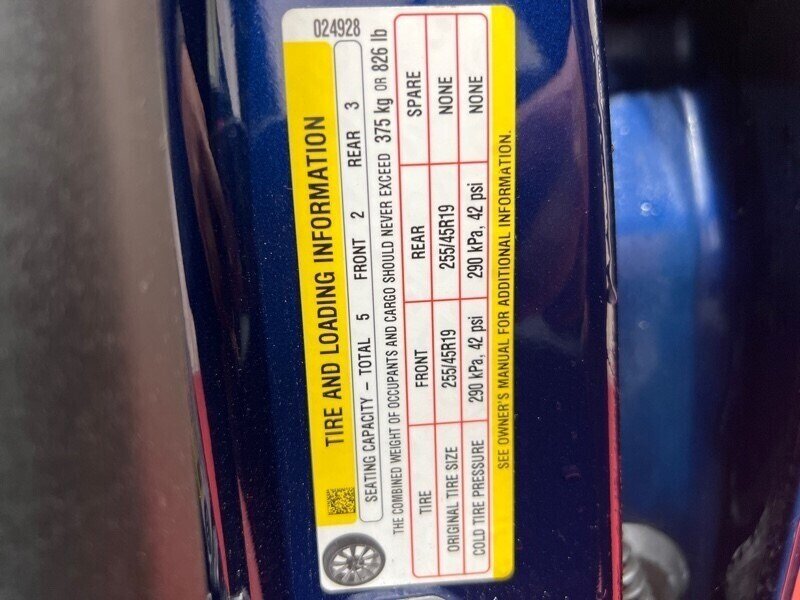 024928
TIRE AND LOADING INFORMATION
SEATING CAPACITY – TOTAL 5 FRONT 2 REAR 3
THE COMBINED WEIGHT OF OCCUPANTS AND CARGO SHOULD NEVER EXCEED 375 kg OR 826 lb
TIRE FRONT REAR SPARE
ORIGINAL TIRE SIZE 255/45R19 255/45R19 NONE
COLD TIRE PRESSURE 290 kPa, 42 psi 290 kPa, 42 psi NONE
SEE OWNER'S MANUAL FOR ADDITIONAL INFORMATION.